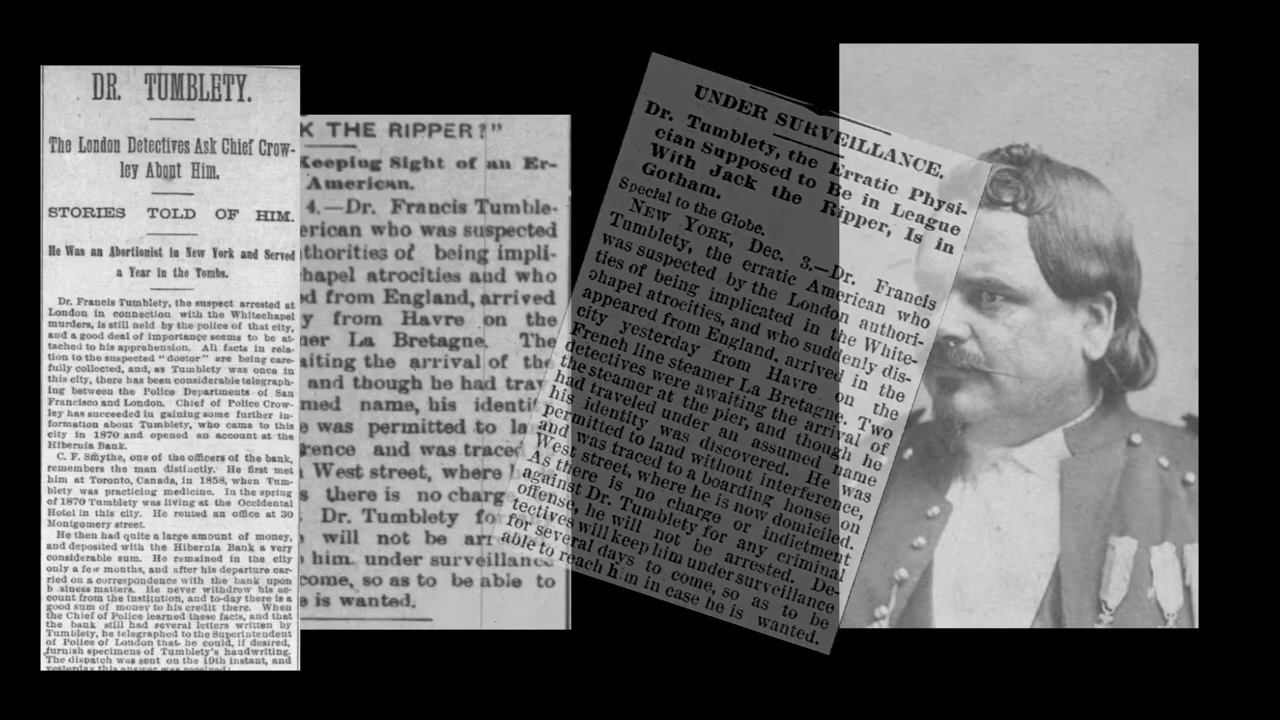 DR. TUMBLETY.
The London Detectives Ask Chief Crow-
ley About Him.
STORIES TOLD OF HIM.
He Was an Abortionist in New York and Served
a Year in the Tombs.
Dr. Francis Tumblety, the suspect arrested at
London in connection with the Whitechapel
murders, is still held by the police of that city,
and a good deal of importance seems to be at-
tached to his apprehension. All facts in rela-
tion to the suspected "doctor" are being care-
fully collected, and, as Tumblety was once in
this city, there has been considerable telegraph-
ing between the Police Departments of San
Francisco and London. Chief of Police Crow-
ley has succeeded in gaining some further in-
formation about Tumblety, who came to this
city in 1870 and opened an account at the
Hibernia Bank.
C. F. Smythe, one of the officers of the bank,
remembers the man distinctly. He first met
him at Toronto, Canada, in 1858, when Tum-
blety was practicing medicine. In the spring
of 1870 Tumblety was living at the Occidental
Hotel in this city. He rented an office at 30
Montgomery street.
He then had quite a large amount of money,
and deposited with the Hibernia Bank a very
considerable sum. He remained in the city
only a few months, and after his departure car-
ried on a correspondence with the bank upon
b siness matters. He never withdrew his ac-
count from the institution, and to-day there is a
good sum of money to his credit there. When
the Chief of Police learned these facts, and that
the bank still had several letters written by
Tumblety, he telegraphed to the Superintendent
of Police of London that he could, if desired,
furnish specimens of Tumblety's handwriting.
The dispatch was sent on the 19th instant, and
yesterday this answer was received:
K THE RIPPER?"
Keeping Sight of an Er-
American.
4.—Dr. Francis Tumble-
erican who was suspected
thorities of being impli-
hapel atrocities and who
d from England, arrived
y from Havre on the
er La Bretagne. The
iting the arrival of the
and though he had trav
med name, his identi
e was permitted to la
rence and was traced
West street, where
s there is no charg
Dr. Tumblety fo
will not be arr
him under surveillance
come, so as to be able to
e is wanted.
UNDER SURVEILLANCE.
Dr. Tumblety, the Erratic Physi-
cian Supposed to Be in League
With Jack the Ripper, Is in
Gotham.
Special to the Globe.
NEW YORK, Dec. 3.—Dr. Francis
Tumblety, the erratic American who
was suspected by the London authori-
ties of being implicated in the White-
chapel atrocities, and who suddenly dis-
appeared from England, arrived in the
city yesterday from Havre on the
French line steamer La Bretagne. Two
detectives were awaiting the arrival of
the steamer at the pier, and though he
had traveled under an assumed name
his identity was discovered. He was
permitted to land without interference,
and was traced to a boarding house on
West street, where he is now domiciled.
As there is no charge or indictment
against Dr. Tumblety for any criminal
offense, he will not be arrested. De-
tectives will keep him under surveillance
for several days to come, so as to be
able to reach him in case he is wanted.